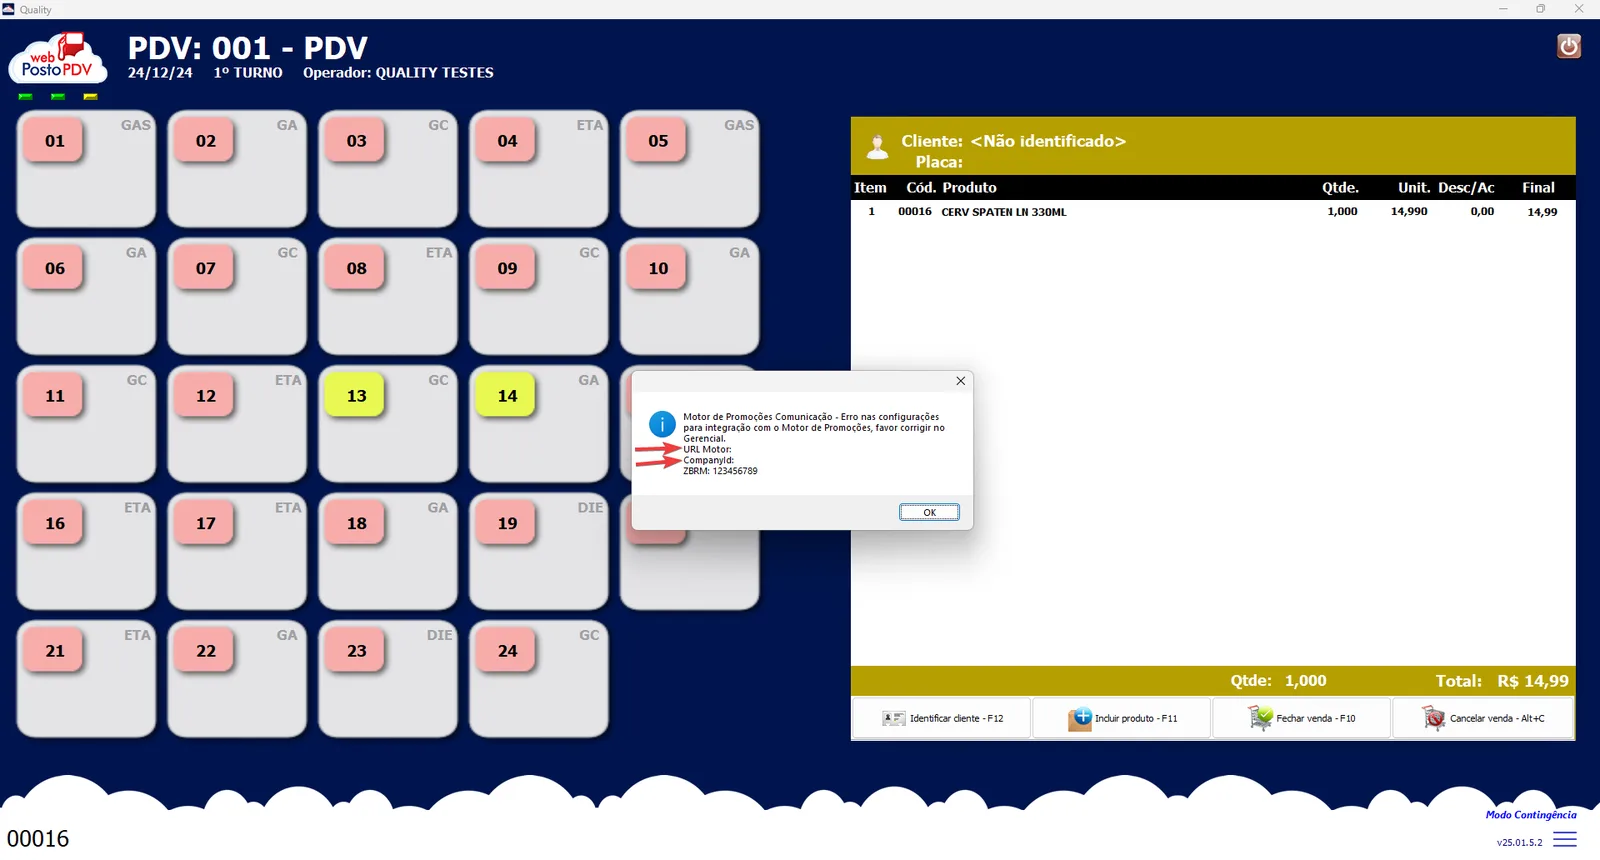 Quality
web
PostoPDV
PDV: 001 - PDV
24/12/24 1º TURNO Operador: QUALITY TESTES
01 GAS
02 GA
03 GC
04 ETA
05 GAS
06 GA
07 GC
08 ETA
09 GC
10 GA
11 GC
12 ETA
13 GC
14 GA
16 ETA
17 ETA
18 GA
19 DIE
21 ETA
22 GA
23 DIE
24 GC
Cliente: <Não identificado>
Placa:
Item Cód. Produto Qtde. Unit. Desc/Ac Final
1 00016 CERV SPATEN LN 330ML 1,000 14,990 0,00 14,99
Motor de Promoções Comunicação - Erro nas configurações
para integração com o Motor de Promoções, favor corrigir no
Gerencial.
URL Motor:
CompanyId:
ZBRM: 123456789
OK
Qtde: 1,000 Total: R$ 14,99
Identificar cliente - F12
Incluir produto - F11
Fechar venda - F10
Cancelar venda - Alt+C
Modo Contingência
00016
v25.01.5.2